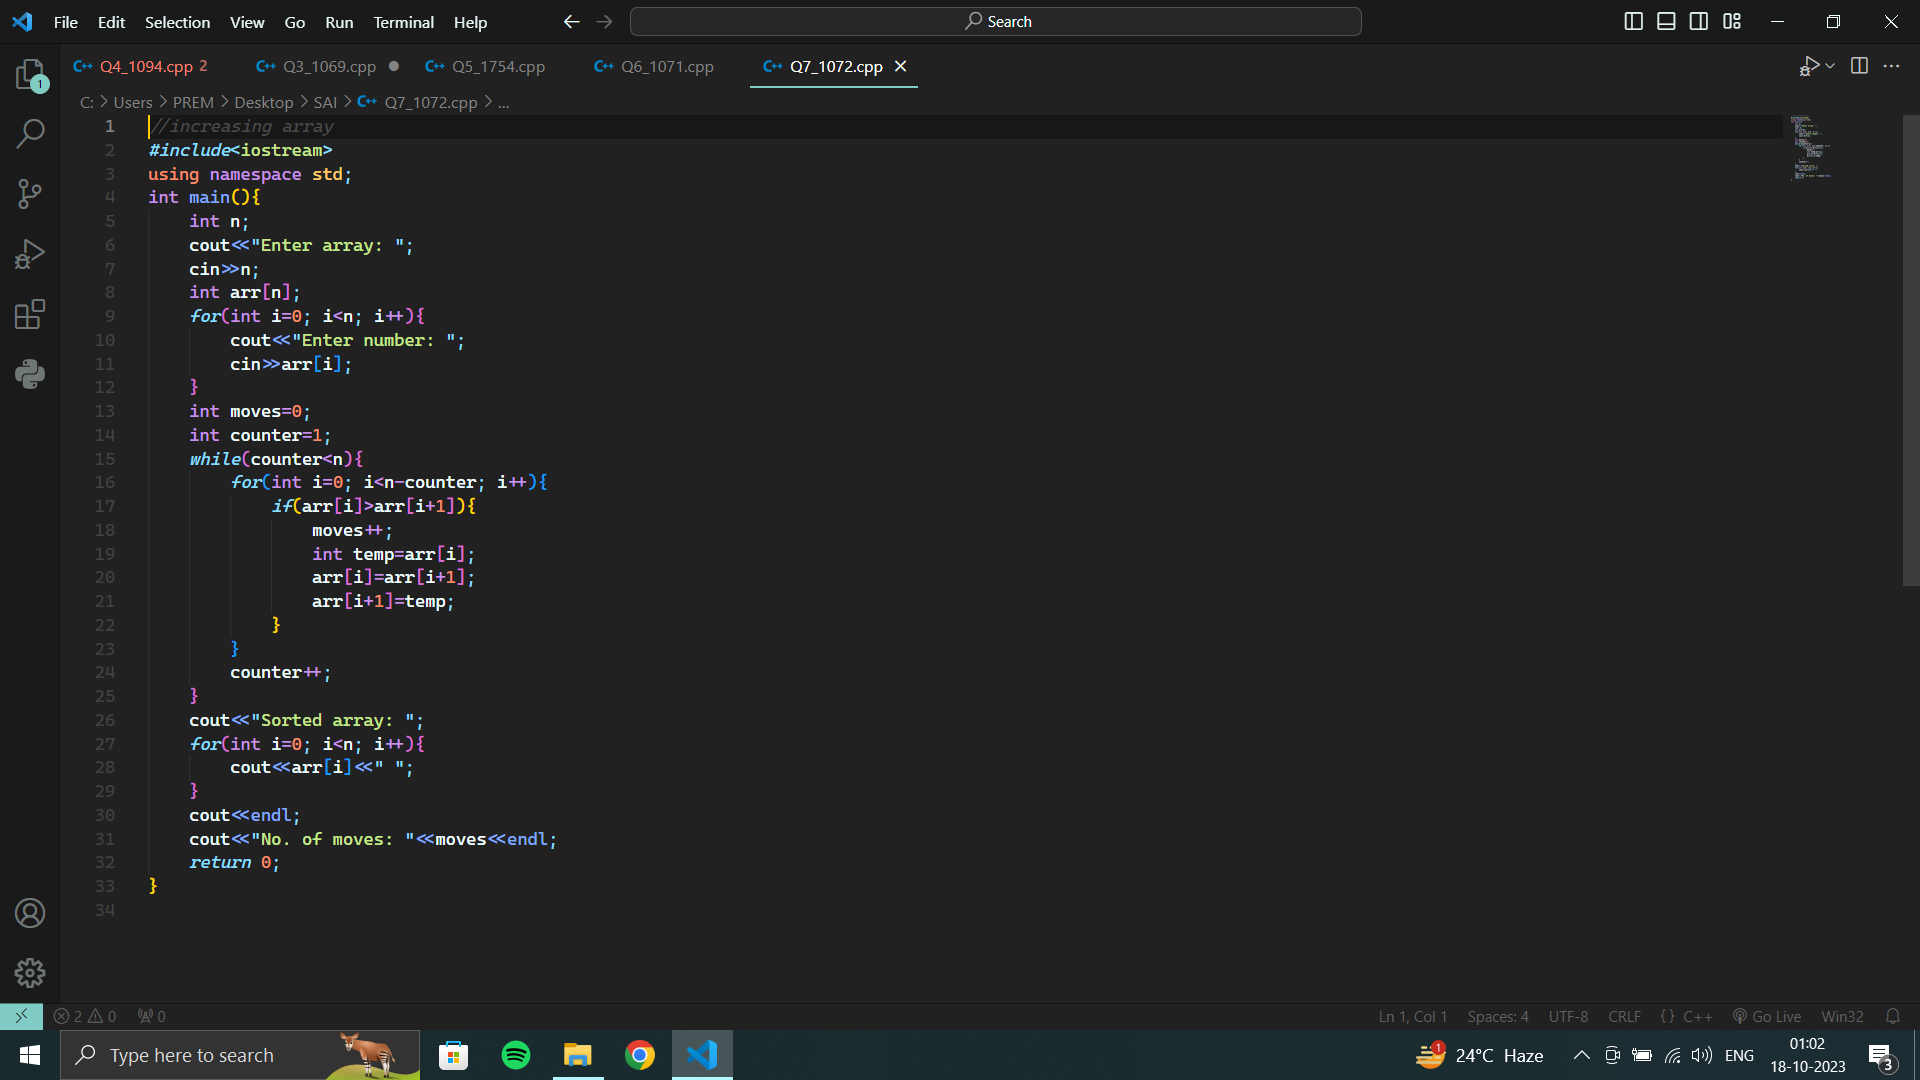 File Edit Selection View Go Run Terminal Help
Search
Q4_1094.cpp 2
Q3_1069.cpp
Q5_1754.cpp
Q6_1071.cpp
Q7_1072.cpp
C: > Users > PREM > Desktop > SAI > Q7_1072.cpp > ...
1 //increasing array
2 #include<iostream>
3 using namespace std;
4 int main(){
5 int n;
6 cout<<"Enter array: ";
7 cin>>n;
8 int arr[n];
9 for(int i=0; i<n; i++){
10 cout<<"Enter number: ";
11 cin>>arr[i];
12 }
13 int moves=0;
14 int counter=1;
15 while(counter<n){
16 for(int i=0; i<n-counter; i++){
17 if(arr[i]>arr[i+1]){
18 moves++;
19 int temp=arr[i];
20 arr[i]=arr[i+1];
21 arr[i+1]=temp;
22 }
23 }
24 counter++;
25 }
26 cout<<"Sorted array: ";
27 for(int i=0; i<n; i++){
28 cout<<arr[i]<<" ";
29 }
30 cout<<endl;
31 cout<<"No. of moves: "<<moves<<endl;
32 return 0;
33 }
34
1
2 0 0
Ln 1, Col 1 Spaces: 4 UTF-8 CRLF {} C++ Go Live Win32
Type here to search
1 24°C Haze
ENG
01:02
18-10-2023
3